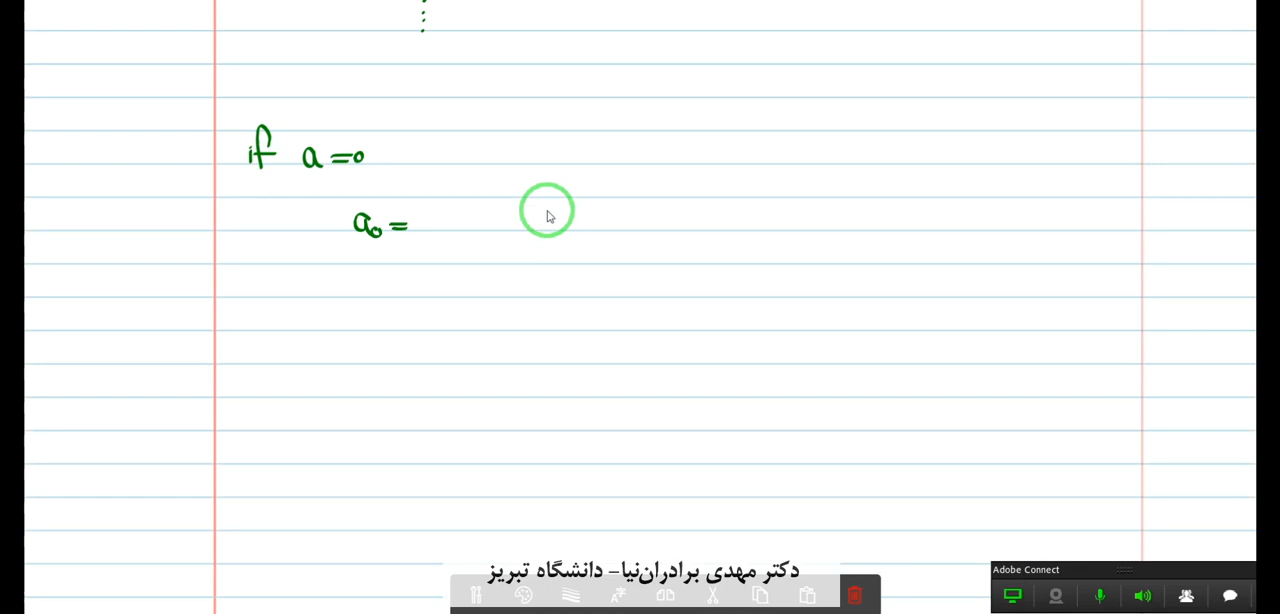 if a = 0
a₀ =
دکتر مهدی برادران‌نیا- دانشگاه تبریز
Adobe Connect